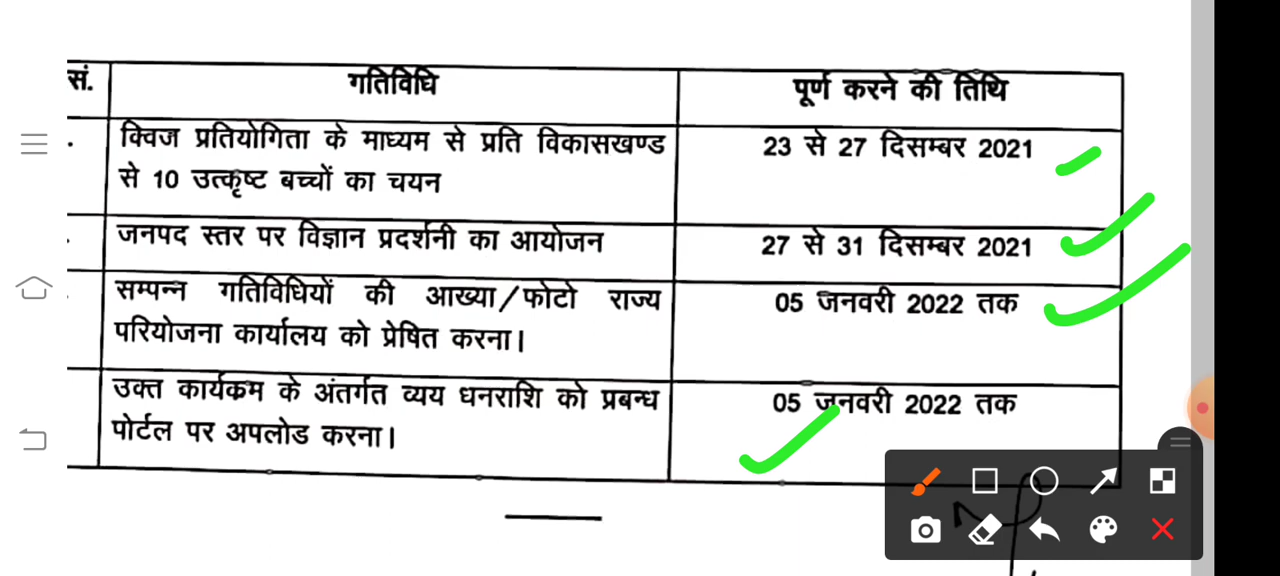 सं. गतिविधि पूर्ण करने की तिथि
. क्विज प्रतियोगिता के माध्यम से प्रति विकासखण्ड 23 से 27 दिसम्बर 2021
से 10 उत्कृष्ट बच्चों का चयन
. जनपद स्तर पर विज्ञान प्रदर्शनी का आयोजन 27 से 31 दिसम्बर 2021
. सम्पन्न गतिविधियों की आख्या/फोटो राज्य 05 जनवरी 2022 तक
परियोजना कार्यालय को प्रेषित करना।
उक्त कार्यक्रम के अंतर्गत व्यय धनराशि को प्रबन्ध 05 जनवरी 2022 तक
पोर्टल पर अपलोड करना।